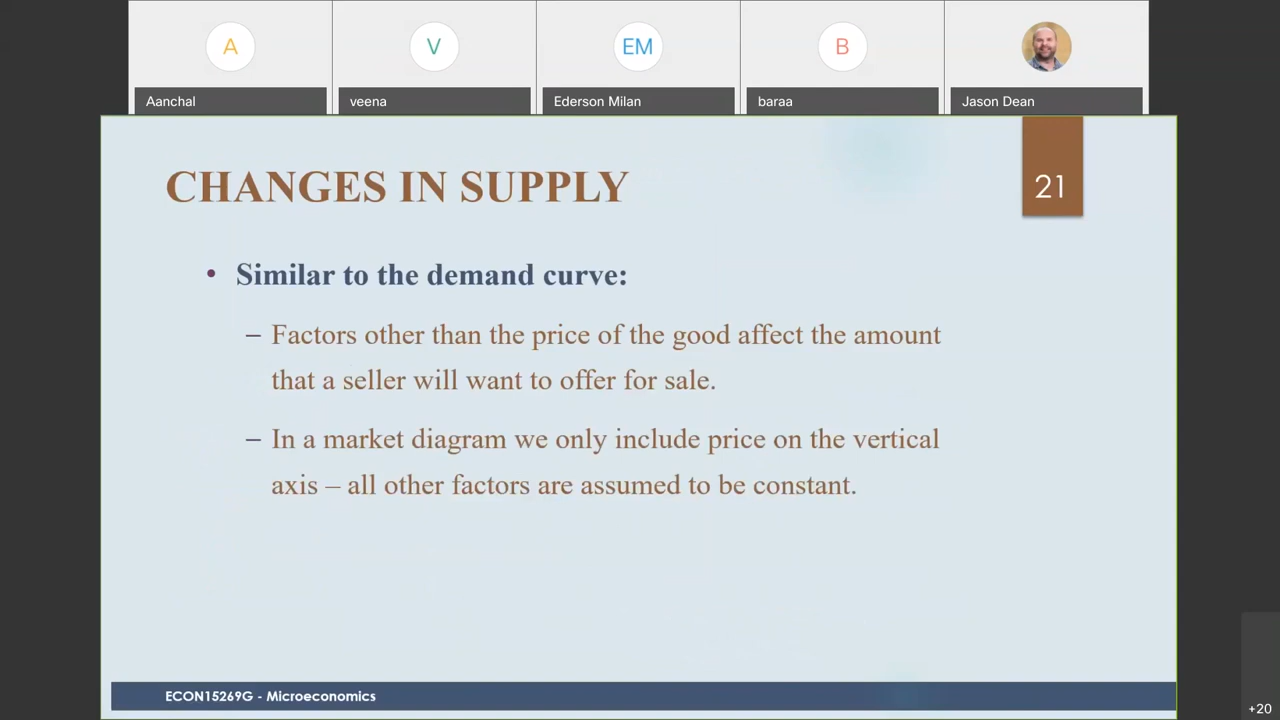 A
V
EM
B
Aanchal
veena
Ederson Milan
baraa
Jason Dean
CHANGES IN SUPPLY
21
• Similar to the demand curve:
– Factors other than the price of the good affect the amount
that a seller will want to offer for sale.
– In a market diagram we only include price on the vertical
axis – all other factors are assumed to be constant.
ECON15269G - Microeconomics
+20